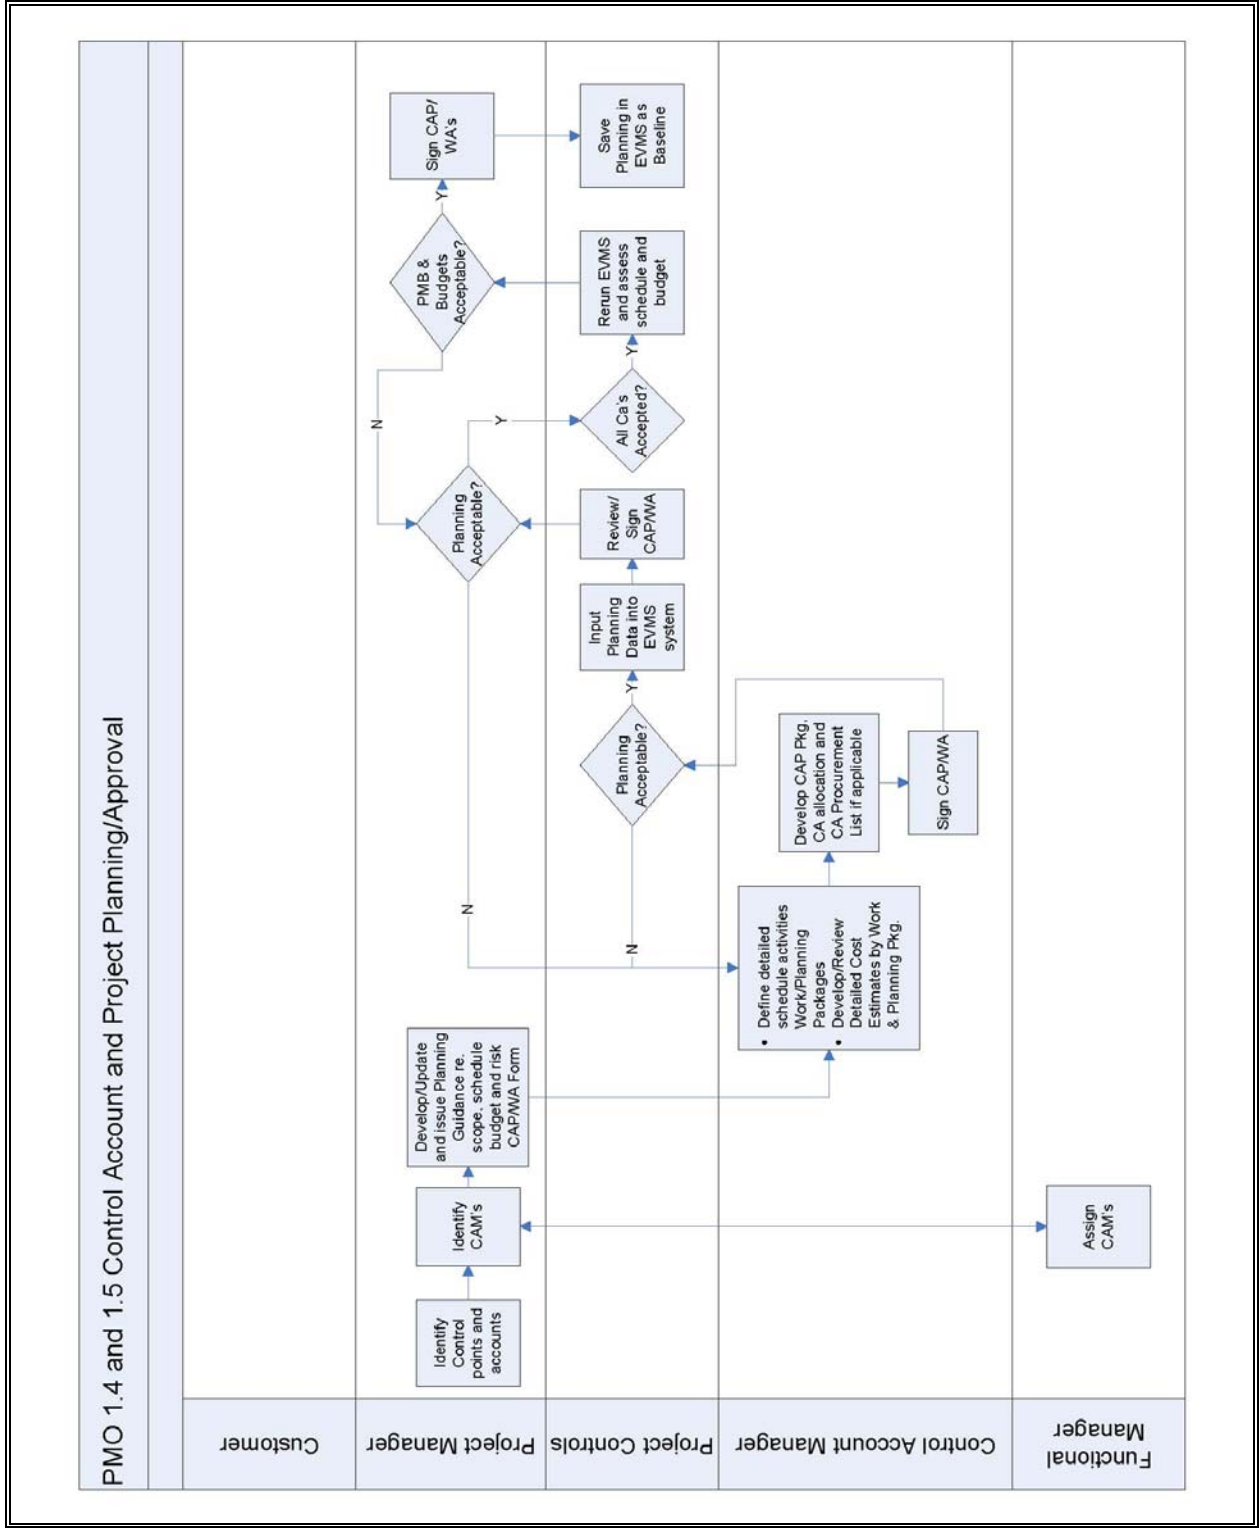 PMO 1.4 and 1.5 Control Account and Project Planning/Approval
Customer
Project Manager
Identify
Control
points and
accounts
Identify
CAM's
Develop/Update
and issue Planning
Guidance re.
scope, schedule
budget and risk
CAP/WA Form
N
Planning
Acceptable?
Y
N
PMB &
Budgets
Acceptable?
Y
Sign CAP/
WA's
Project Controls
N
Planning
Acceptable?
Y
Input
Planning
Data into
EVMS
system
Review/
Sign
CAP/WA
All Ca's
Accepted?
Y
Rerun EVMS
and assess
schedule and
budget
Save
Planning in
EVMS as
Baseline
Control Account Manager
• Define detailed
schedule activities
Work/Planning
Packages
• Develop/Review
Detailed Cost
Estimates by Work
& Planning Pkg.
Develop CAP Pkg.
CA allocation and
CA Procurement
List if applicable
Sign CAP/WA
Functional
Manager
Assign
CAM's